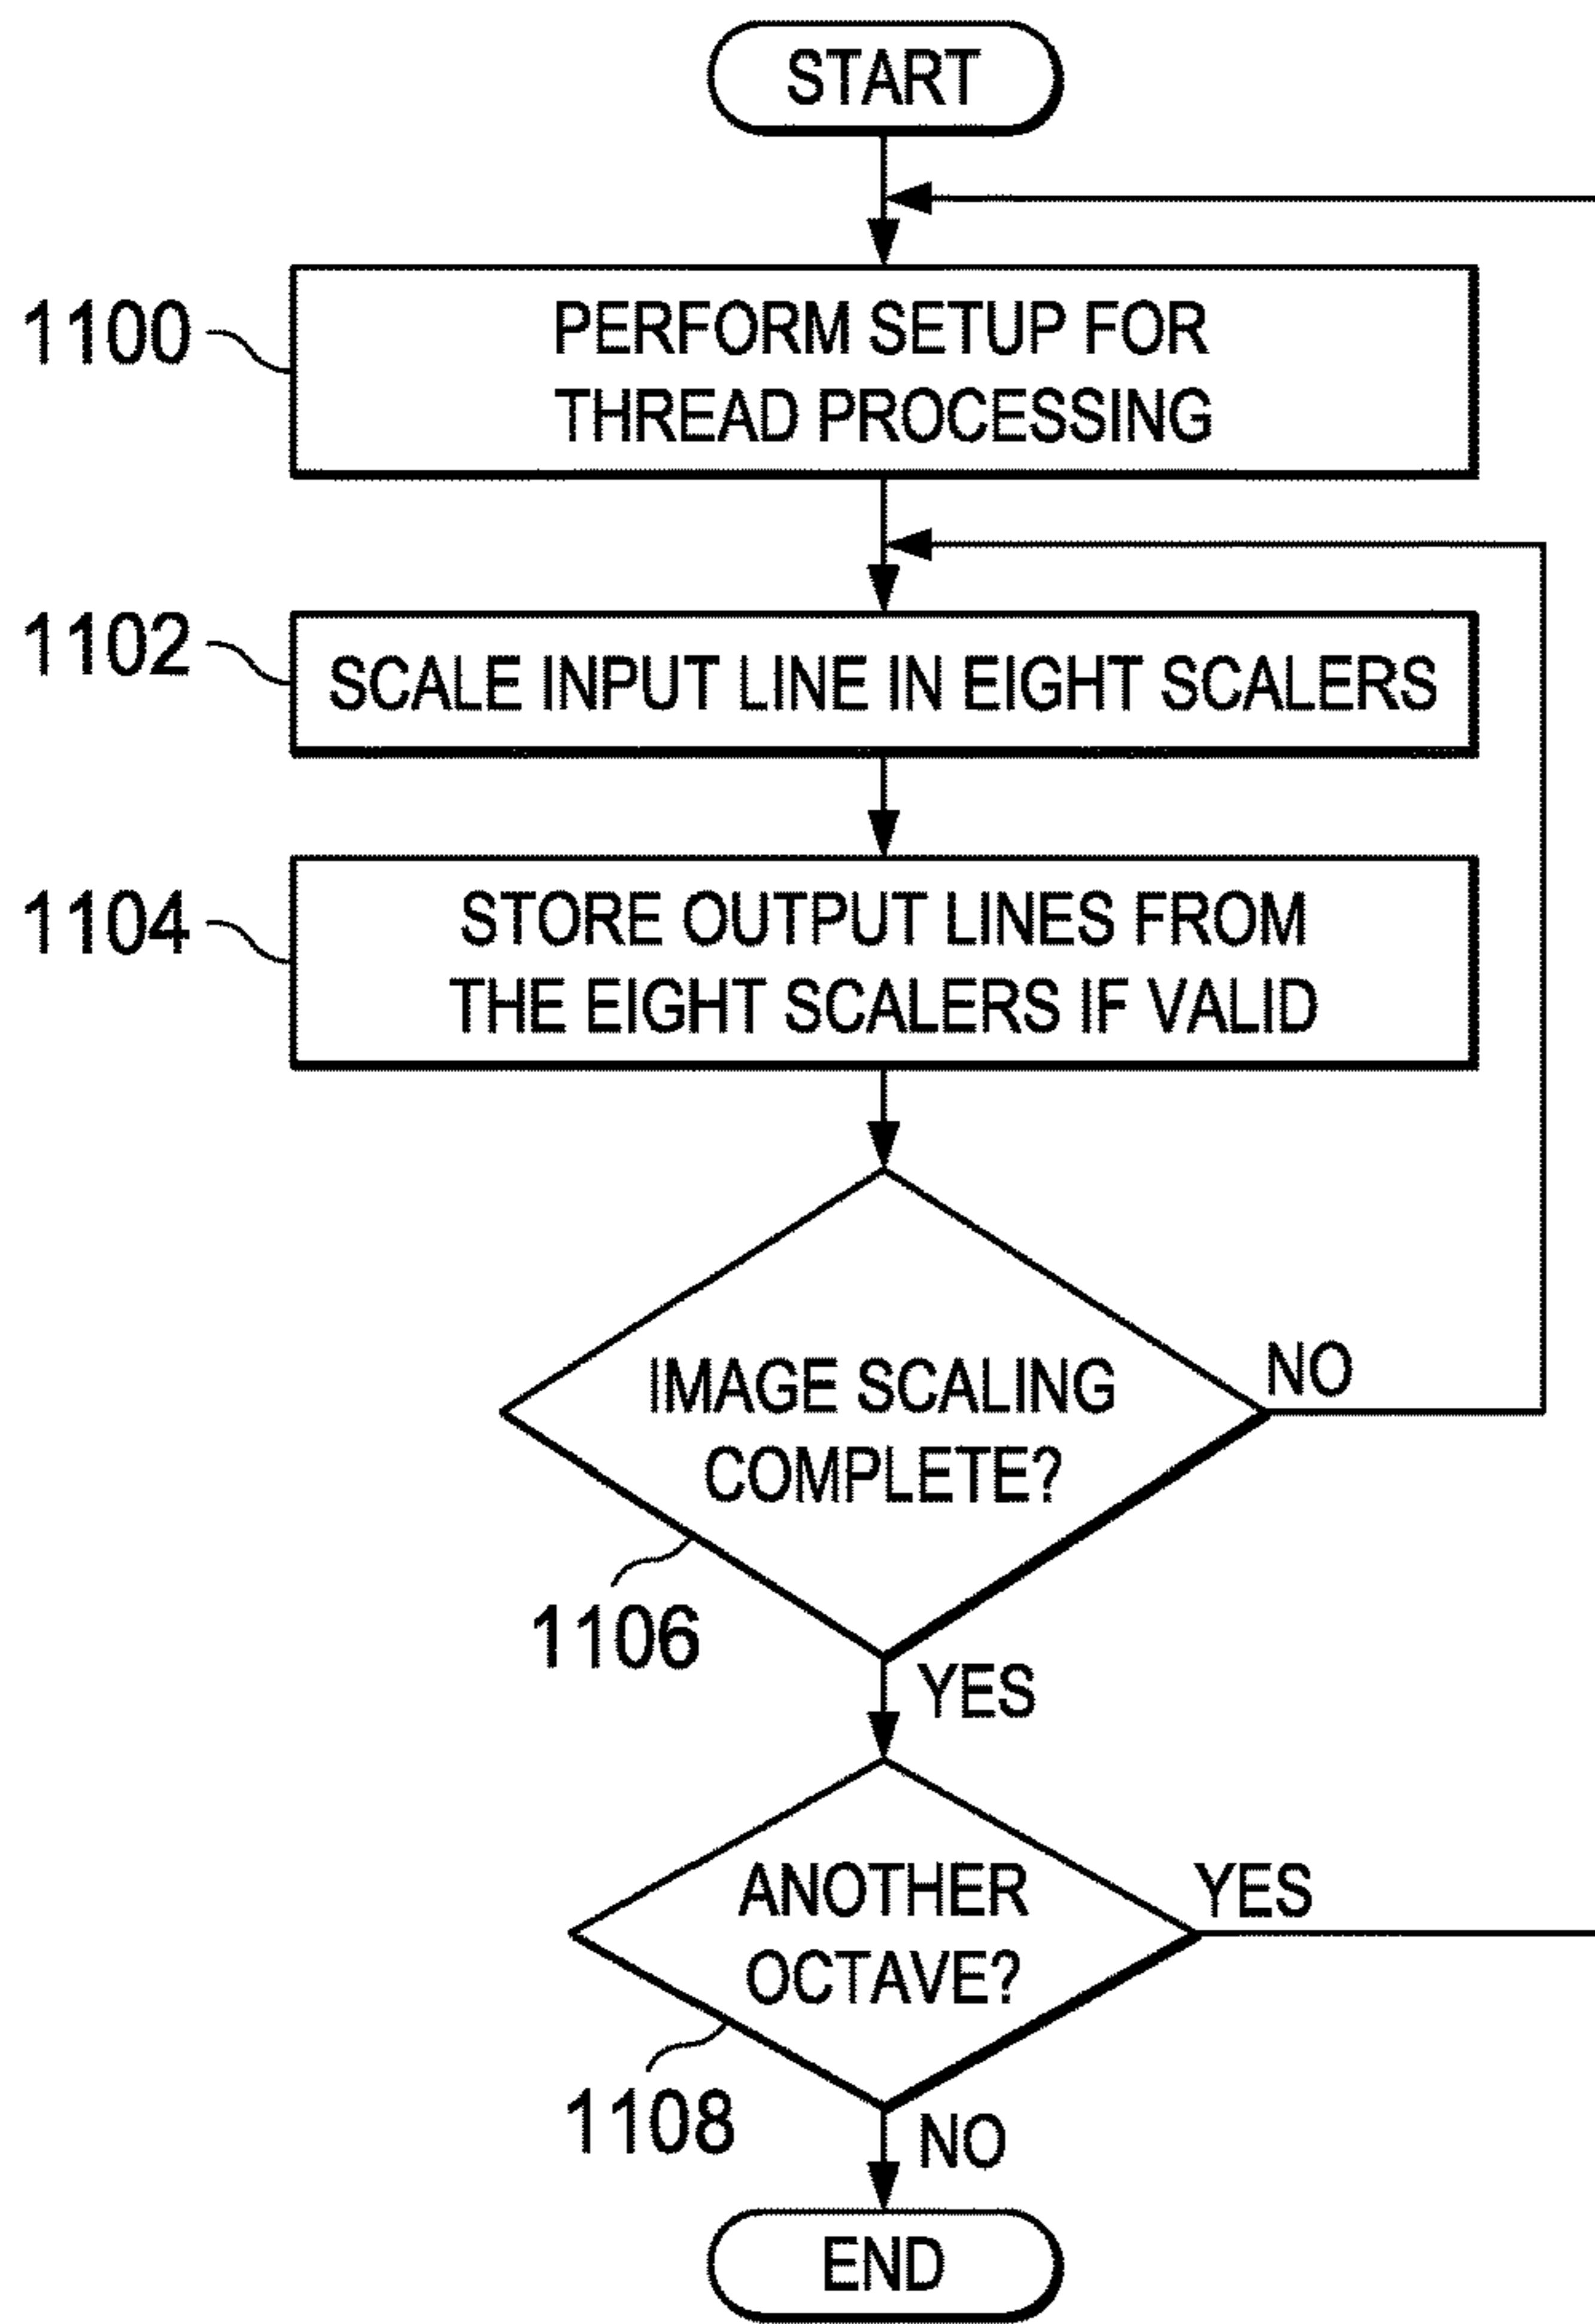 START
1100
PERFORM SETUP FOR
THREAD PROCESSING
1102
SCALE INPUT LINE IN EIGHT SCALERS
1104
STORE OUTPUT LINES FROM
THE EIGHT SCALERS IF VALID
IMAGE SCALING
COMPLETE?
NO
1106
YES
ANOTHER
OCTAVE?
YES
1108
NO
END